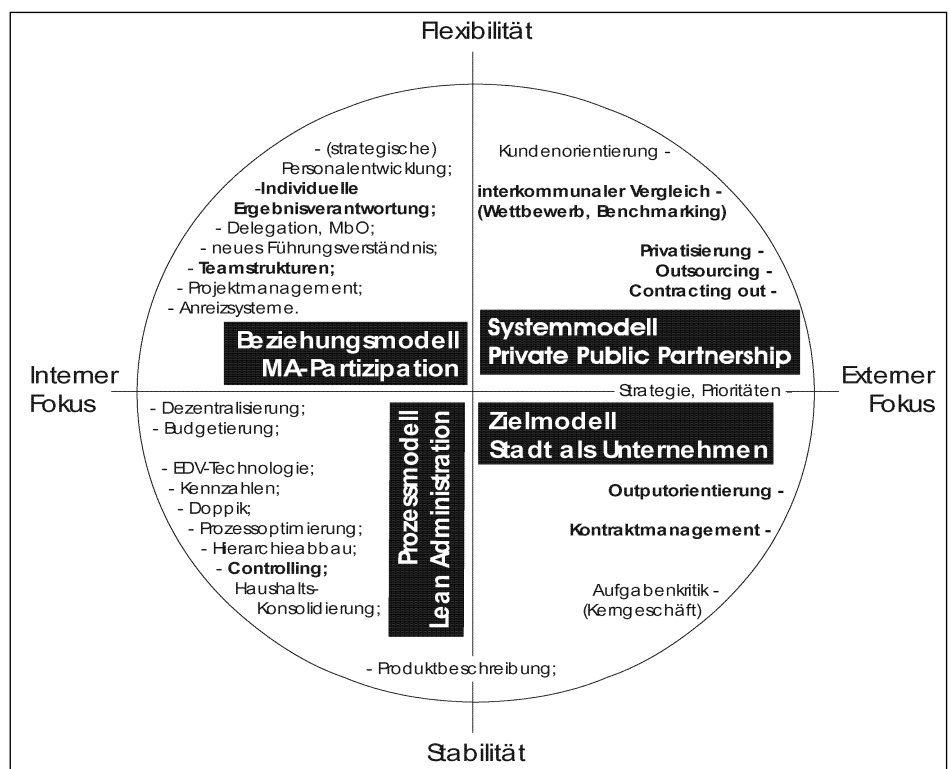 Flexibilität
- (strategische)
Personalentwicklung;
-Individuelle
Ergebnisverantwortung;
- Delegation, MbO;
- neues Führungsverständnis;
- Teamstrukturen;
- Projektmanagement;
- Anreizsysteme.
Kundenorientierung -
interkommunaler Vergleich -
(Wettbewerb, Benchmarking)
Privatisierung -
Outsourcing -
Contracting out -
Beziehungsmodell
MA-Partizipation
Systemmodell
Private Public Partnership
Interner
Fokus
Externer
Fokus
Strategie, Prioritäten -
- Dezentralisierung;
- Budgetierung;
- EDV-Technologie;
- Kennzahlen;
- Doppik;
- Prozessoptimierung;
- Hierarchieabbau;
- Controlling;
Haushalts-
Konsolidierung;
Prozessmodell
Lean Administration
Zielmodell
Stadt als Unternehmen
Outputorientierung -
Kontraktmanagement -
Aufgabenkritik -
(Kerngeschäft)
- Produktbeschreibung;
Stabilität